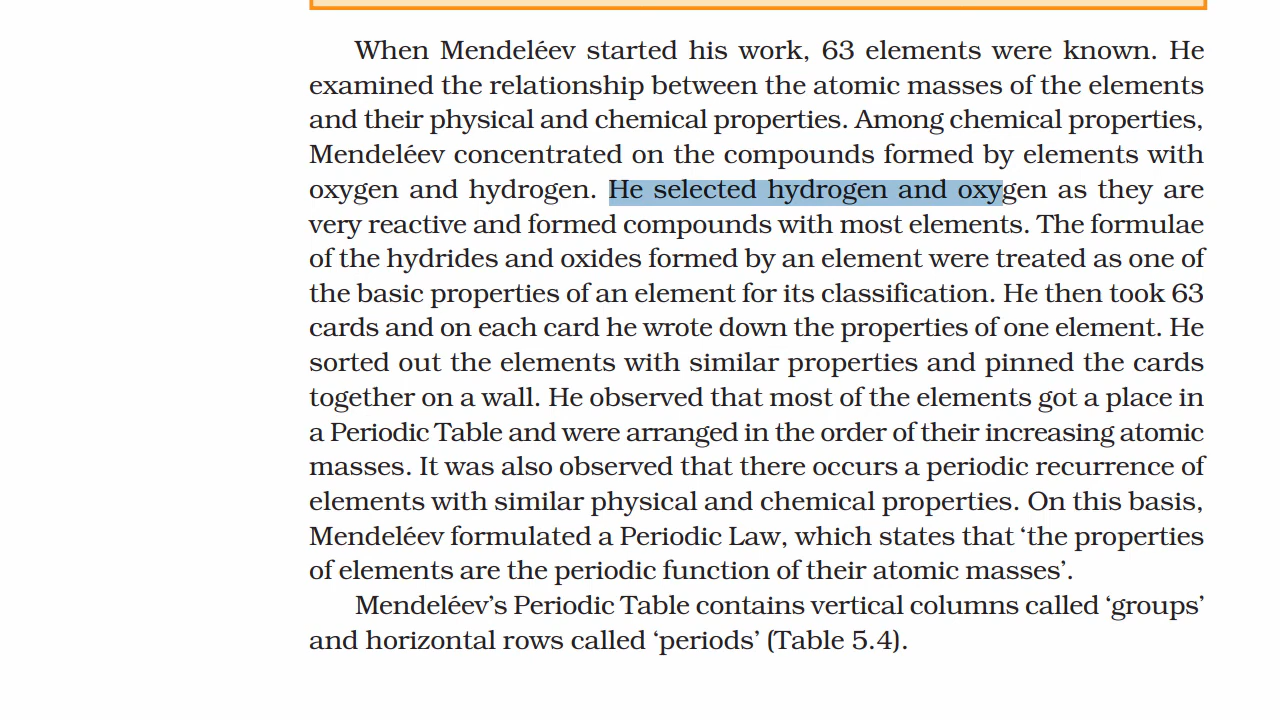 When Mendeléev started his work, 63 elements were known. He
examined the relationship between the atomic masses of the elements
and their physical and chemical properties. Among chemical properties,
Mendeléev concentrated on the compounds formed by elements with
oxygen and hydrogen. He selected hydrogen and oxygen as they are
very reactive and formed compounds with most elements. The formulae
of the hydrides and oxides formed by an element were treated as one of
the basic properties of an element for its classification. He then took 63
cards and on each card he wrote down the properties of one element. He
sorted out the elements with similar properties and pinned the cards
together on a wall. He observed that most of the elements got a place in
a Periodic Table and were arranged in the order of their increasing atomic
masses. It was also observed that there occurs a periodic recurrence of
elements with similar physical and chemical properties. On this basis,
Mendeléev formulated a Periodic Law, which states that ‘the properties
of elements are the periodic function of their atomic masses’.
Mendeléev’s Periodic Table contains vertical columns called ‘groups’
and horizontal rows called ‘periods’ (Table 5.4).